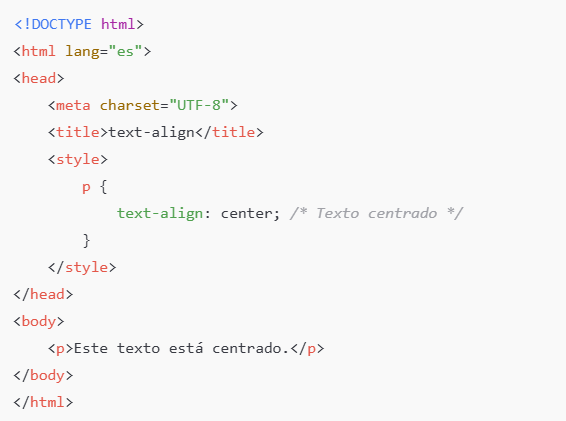 <!DOCTYPE html>
<html lang="es">
<head>
    <meta charset="UTF-8">
    <title>text-align</title>
    <style>
        p {
            text-align: center; /* Texto centrado */
        }
    </style>
</head>
<body>
    <p>Este texto está centrado.</p>
</body>
</html>